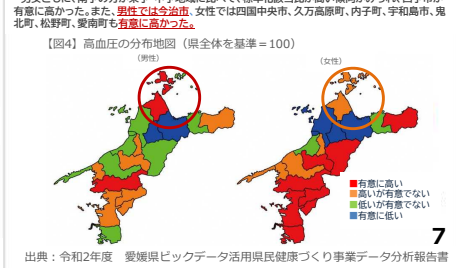 有意に高かった。また、男性では今治市、女性では四国中央市、久万高原町、内子町、宇和島市、鬼
北町、松野町、愛南町も有意に高かった。
【図4】高血圧の分布地図（県全体を基準＝100）
（男性）
（女性）
有意に高い
高いが有意でない
低いが有意でない
有意に低い
7
出典：令和2年度　愛媛県ビックデータ活用県民健康づくり事業データ分析報告書